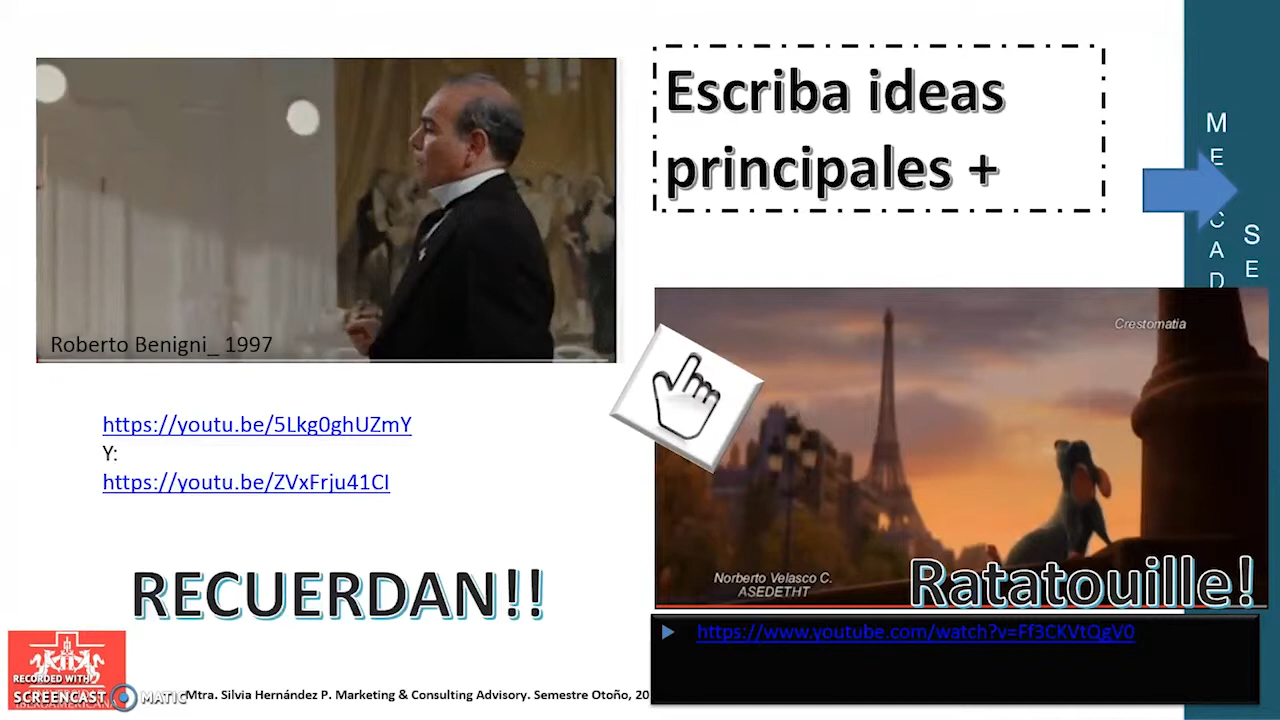 Escriba ideas
principales +
Roberto Benigni_ 1997
https://youtu.be/5Lkg0ghUZmY
Y:
https://youtu.be/ZVxFrju41CI
RECUERDAN!!
Crestomatia
Norberto Velasco C.
ASEDETHT
Ratatouille!
https://www.youtube.com/watch?v=Ff3CKVtQgV0
M
E
C
A
D
S
E
RECORDED WITH
SCREENCAST MATIC
IBEROAMERICANA
Mtra. Silvia Hernández P. Marketing & Consulting Advisory. Semestre Otoño, 20